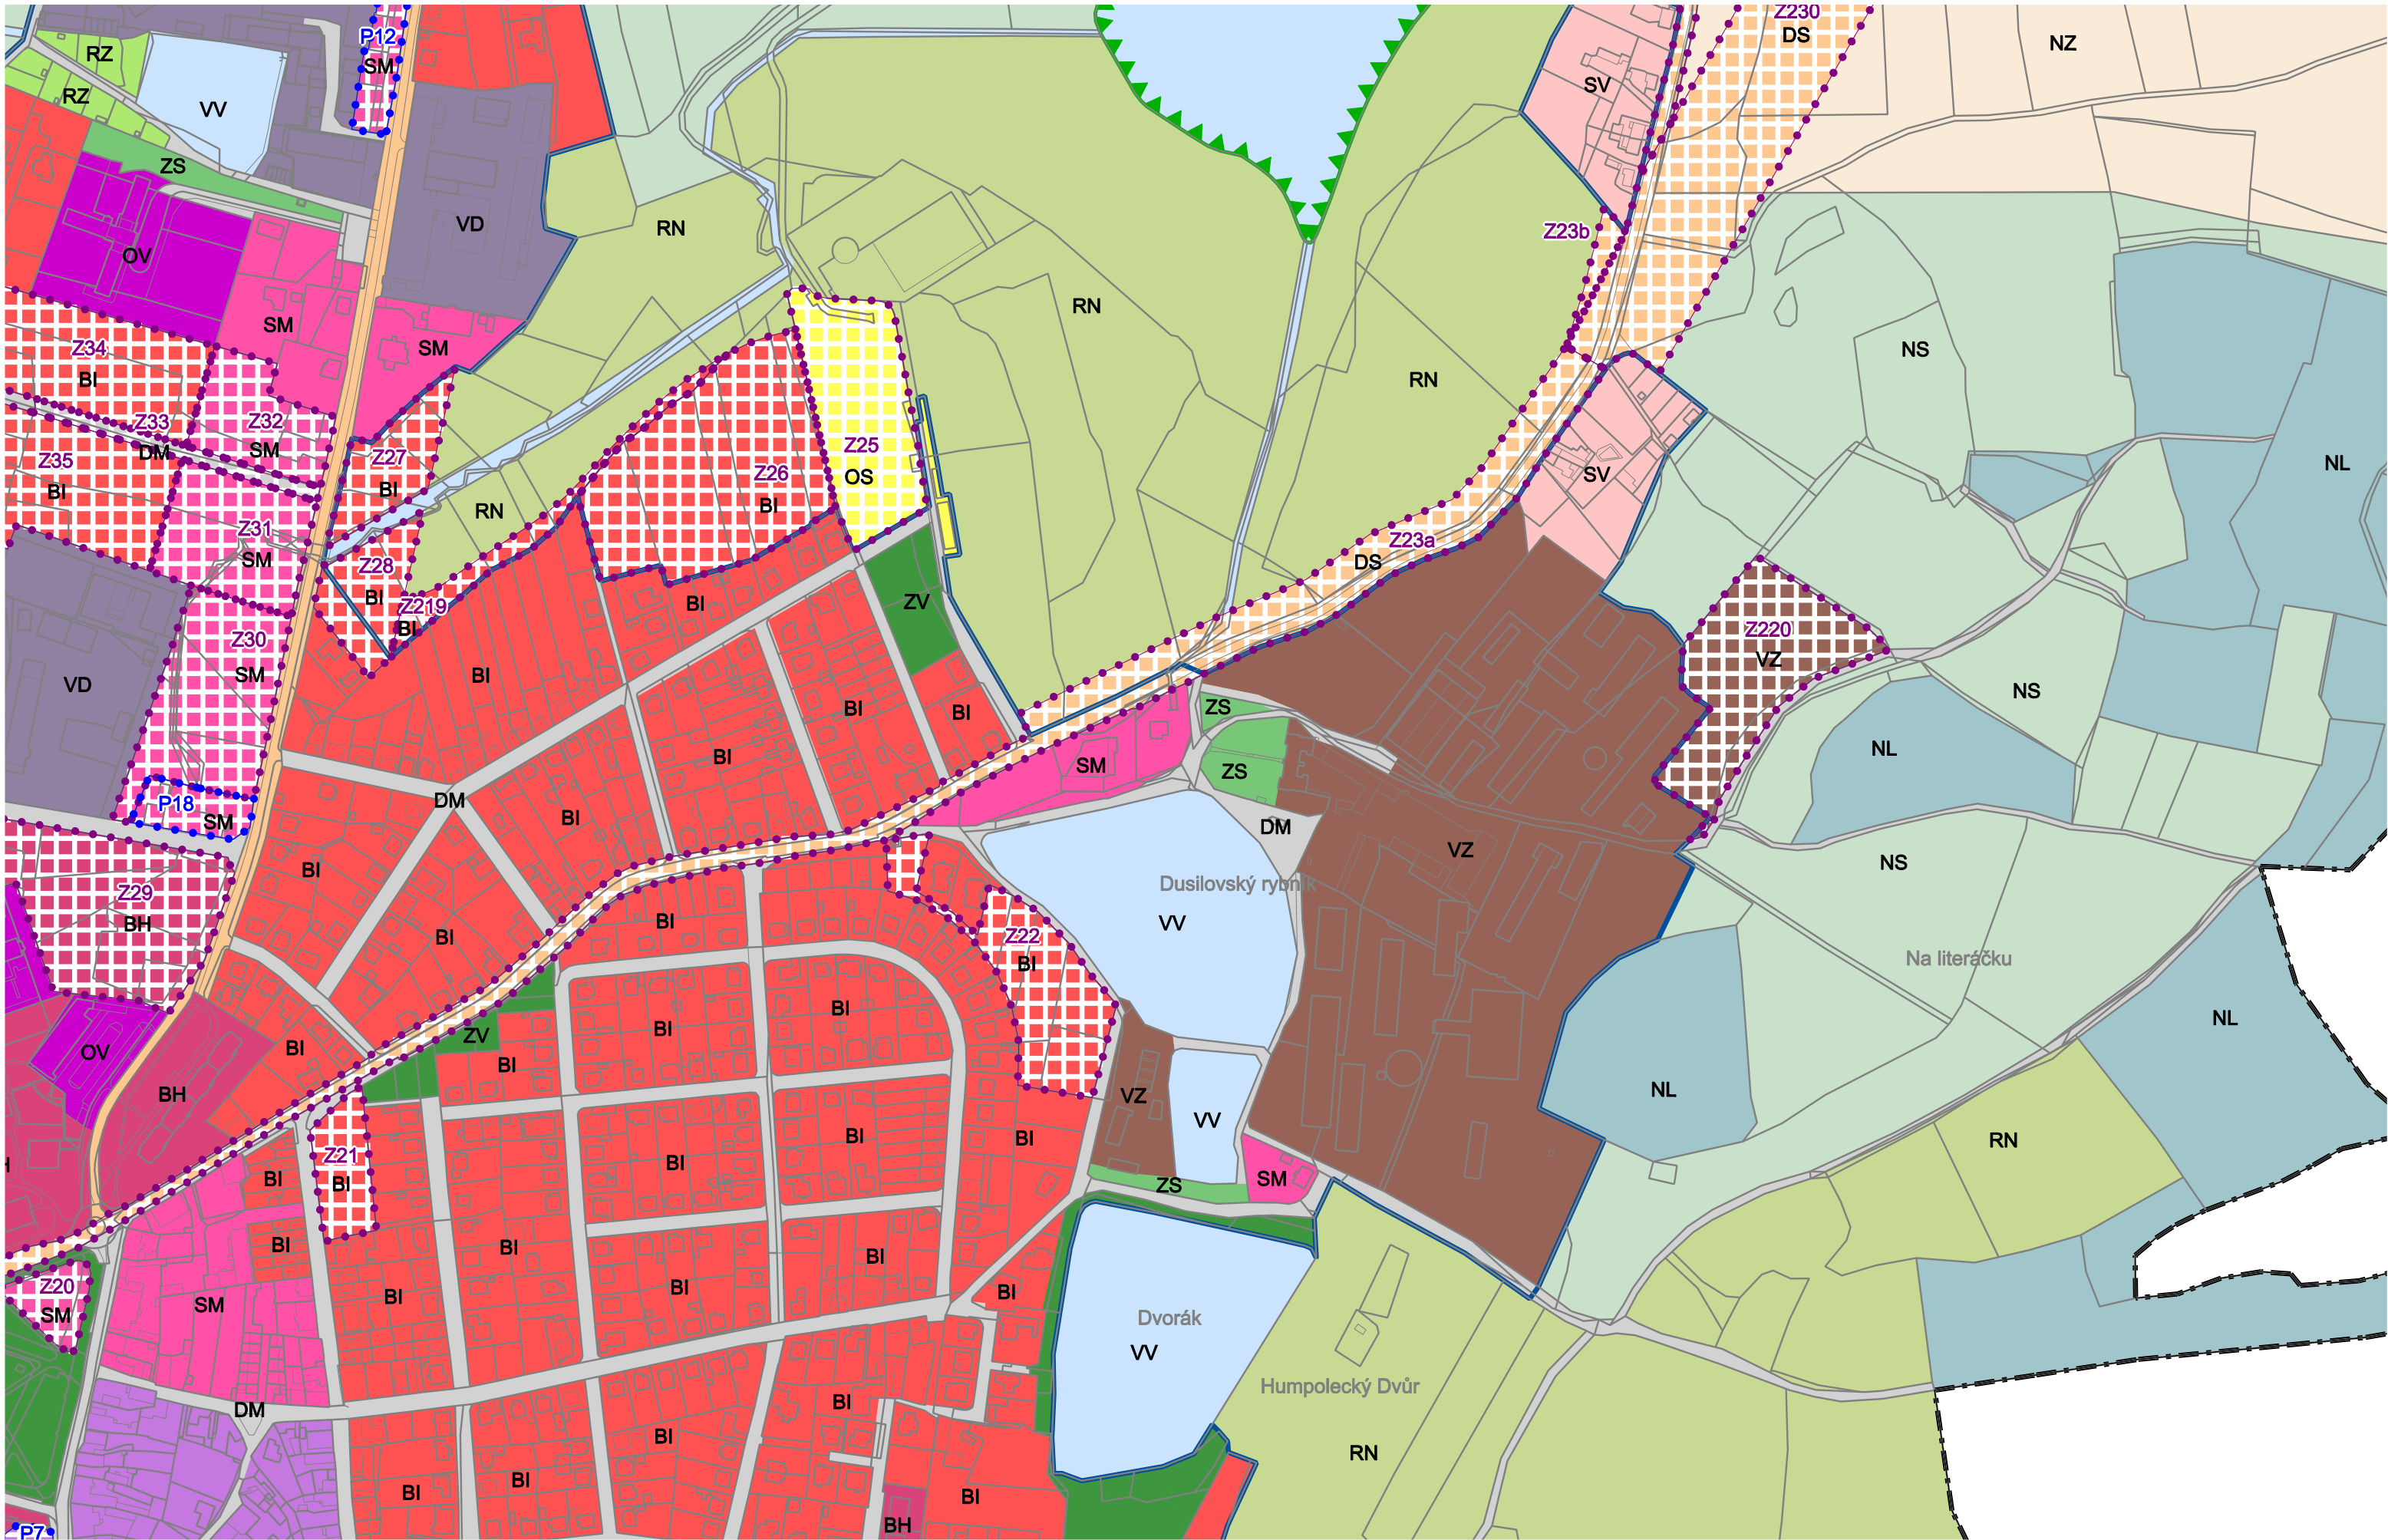 Z230
P12
DS
NZ
RZ
SM
SV
RZ
VV
ZS
VD
RN
Z23b
OV
RN
SM
SM
Z34
NS
BI
RN
Z33
Z32
DM
SM
Z27
Z25
Z35
Z26
OS
SV
NL
BI
BI
BI
RN
Z31
SM
Z23a
DS
Z28
BI
Z219
BI
BI
ZV
Z220
VZ
Z30
SM
BI
VD
NS
BI
BI
ZS
NL
BI
SM
ZS
DM
P18
SM
BI
DM
VZ
BI
NS
Z29
BH
Dusilovský rybník
VV
BI
BI
Z22
BI
Na literáčku
BI
BI
NL
ZV
BI
OV
BI
BH
VZ
NL
VV
BI
BI
RN
Z21
BI
BI
BI
SM
ZS
BI
BI
BI
BI
Z20
SM
SM
BI
BI
BI
Dvorák
VV
Humpolecký Dvůr
DM
BI
BI
RN
BI
BI
BI
BH
P7